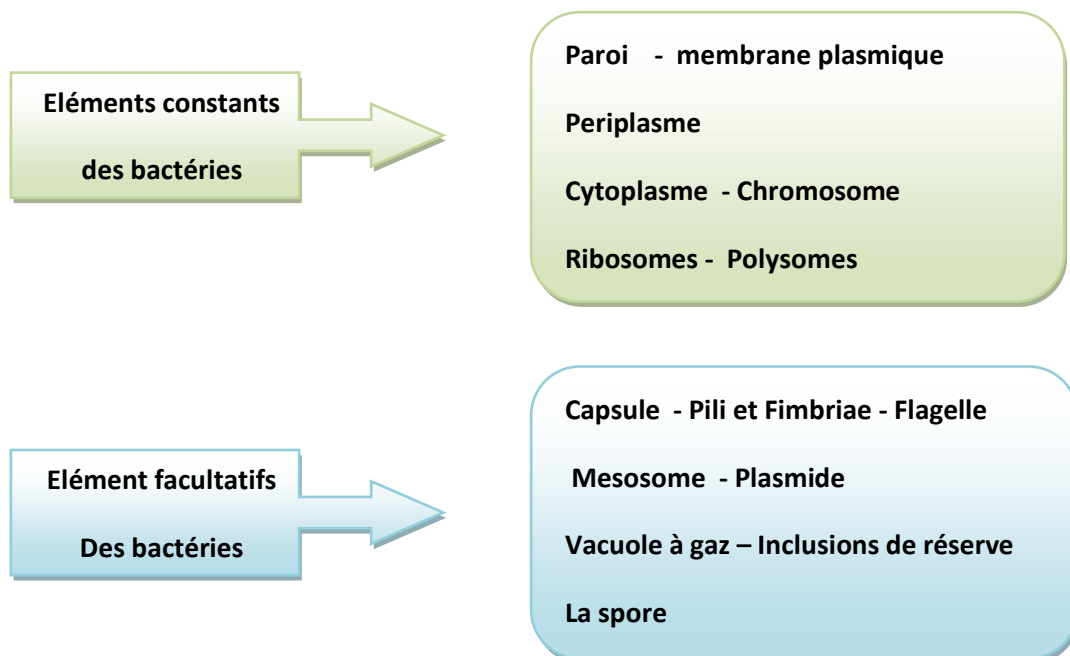 Eléments constants
des bactéries
Paroi - membrane plasmique
Periplasme
Cytoplasme - Chromosome
Ribosomes - Polysomes
Elément facultatifs
Des bactéries
Capsule - Pili et Fimbriae - Flagelle
Mesosome - Plasmide
Vacuole à gaz – Inclusions de réserve
La spore